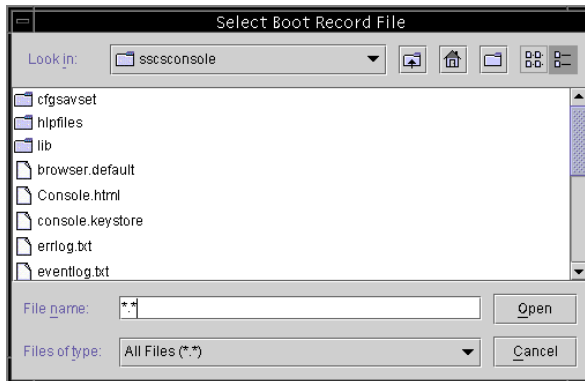 Select Boot Record File
Look in: sscsconsole
cfgsavset
hlpfiles
lib
browser.default
Console.html
console.keystore
errlog.txt
eventlog.txt
File name: *.* Open
Files of type: All Files (*.*) Cancel